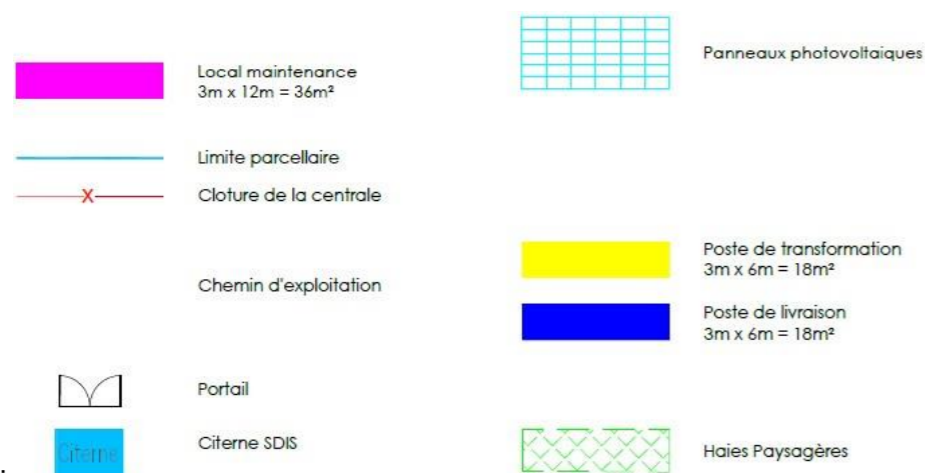 Local maintenance
3m x 12m = 36m²
Limite parcellaire
X
Cloture de la centrale
Chemin d'exploitation
Portail
Citerne
Citerne SDIS
Panneaux photovoltaiques
Poste de transformation
3m x 6m = 18m²
Poste de livraison
3m x 6m = 18m²
Haies Paysagères